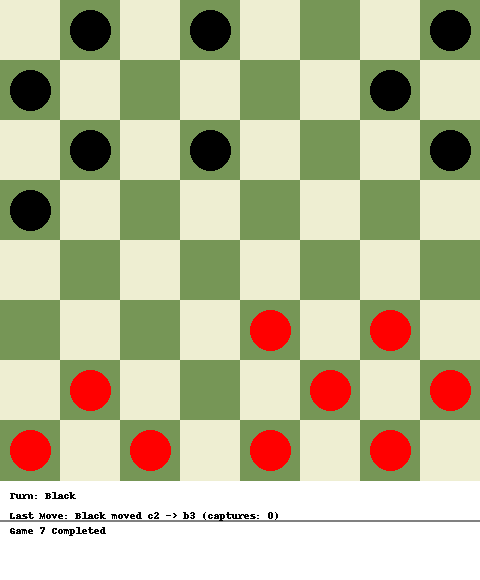 Turn: Black
Last Move: Black moved c2 -> b3 (captures: 0)
Game 7 Completed